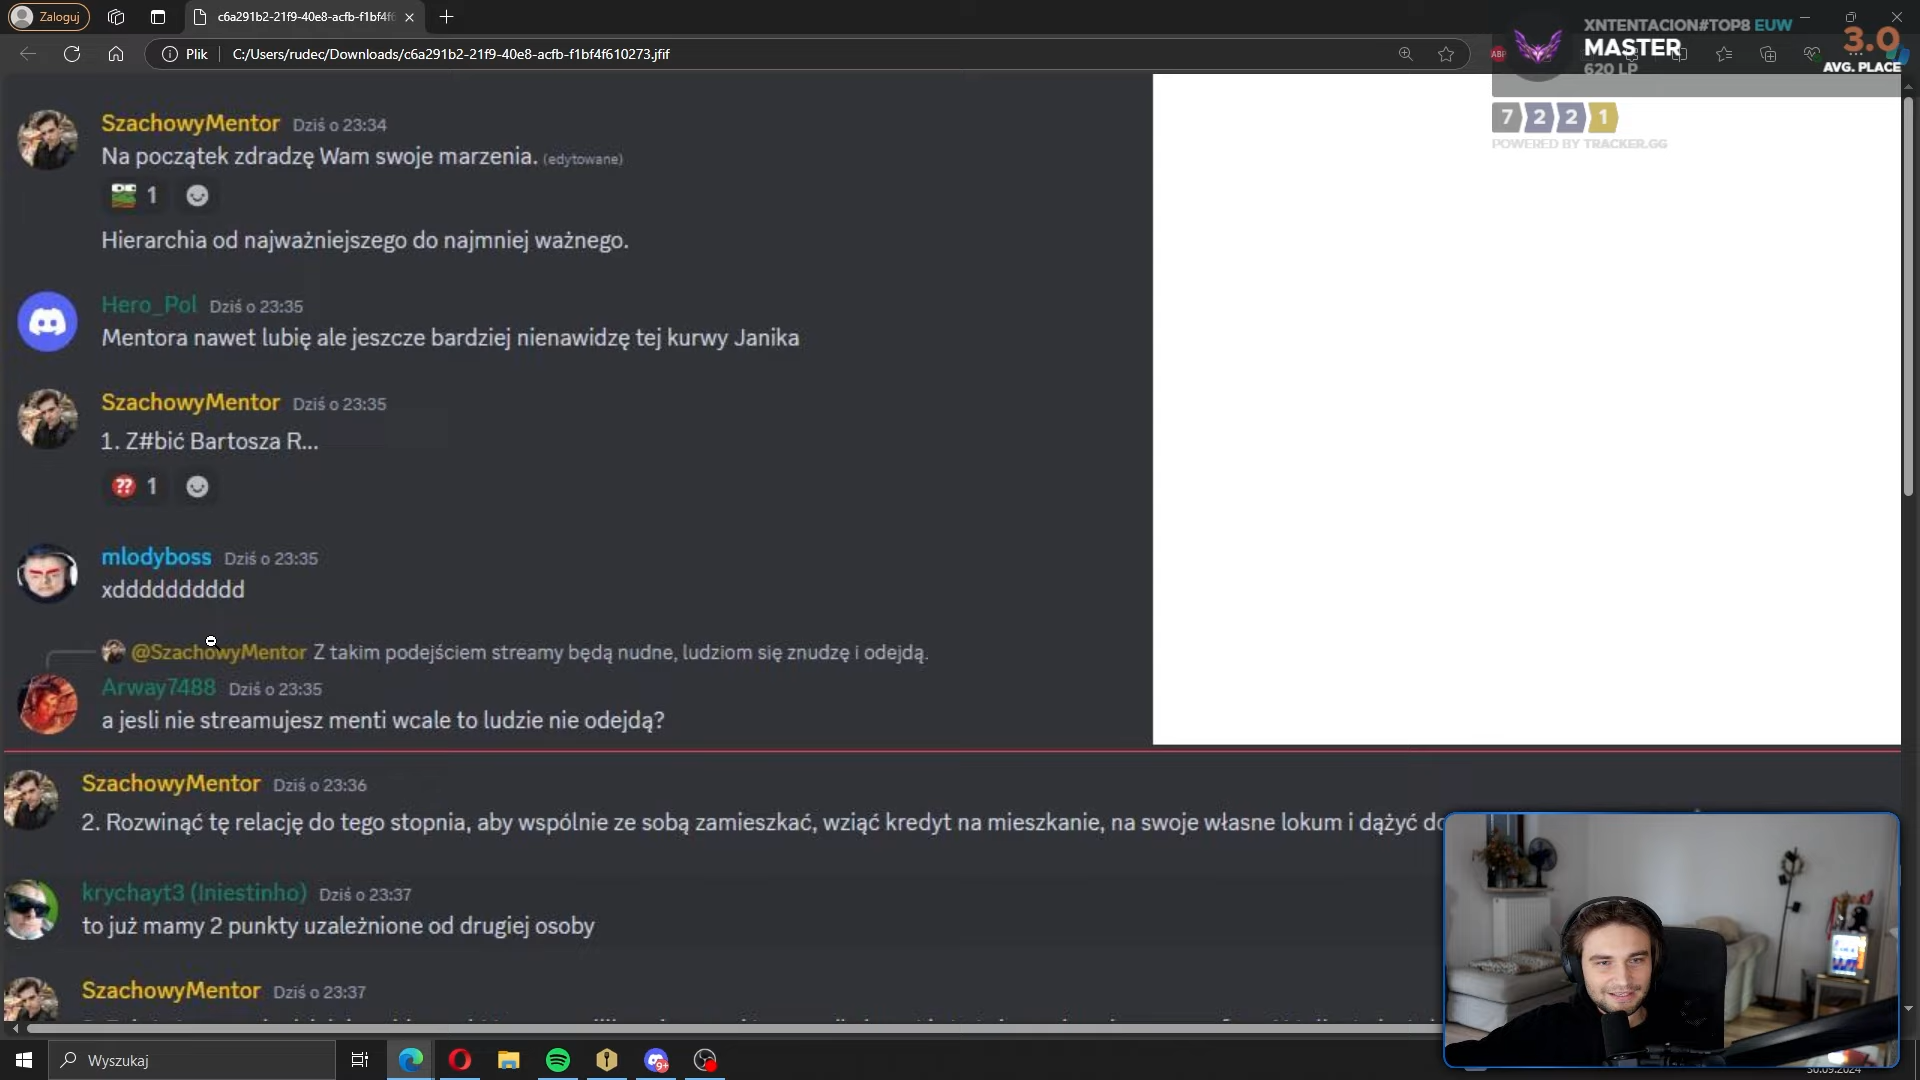 Zaloguj
c6a291b2-21f9-40e8-acfb-f1bf4f6
Plik
C:/Users/rudec/Downloads/c6a291b2-21f9-40e8-acfb-f1bf4f610273.jfif
XNTENTACION#TOP8 EUW
MASTER
620 LP
3.0
AVG. PLACE
7 2 2 1
POWERED BY TRACKER.GG
SzachowyMentor Dziś o 23:34
Na początek zdradzę Wam swoje marzenia. (edytowane)
1
Hierarchia od najważniejszego do najmniej ważnego.
Hero_Pol Dziś o 23:35
Mentora nawet lubię ale jeszcze bardziej nienawidzę tej kurwy Janika
SzachowyMentor Dziś o 23:35
1. Z#bić Bartosza R...
?? 1
mlodyboss Dziś o 23:35
xdddddddddd
@SzachowyMentor Z takim podejściem streamy będą nudne, ludziom się znudzę i odejdą.
Arway7488 Dziś o 23:35
a jesli nie streamujesz menti wcale to ludzie nie odejdą?
SzachowyMentor Dziś o 23:36
2. Rozwinąć tę relację do tego stopnia, aby wspólnie ze sobą zamieszkać, wziąć kredyt na mieszkanie, na swoje własne lokum i dążyć do
krychayt3 (Iniestinho) Dziś o 23:37
to już mamy 2 punkty uzależnione od drugiej osoby
SzachowyMentor Dziś o 23:37
Wyszukaj
9+
30.09.2024